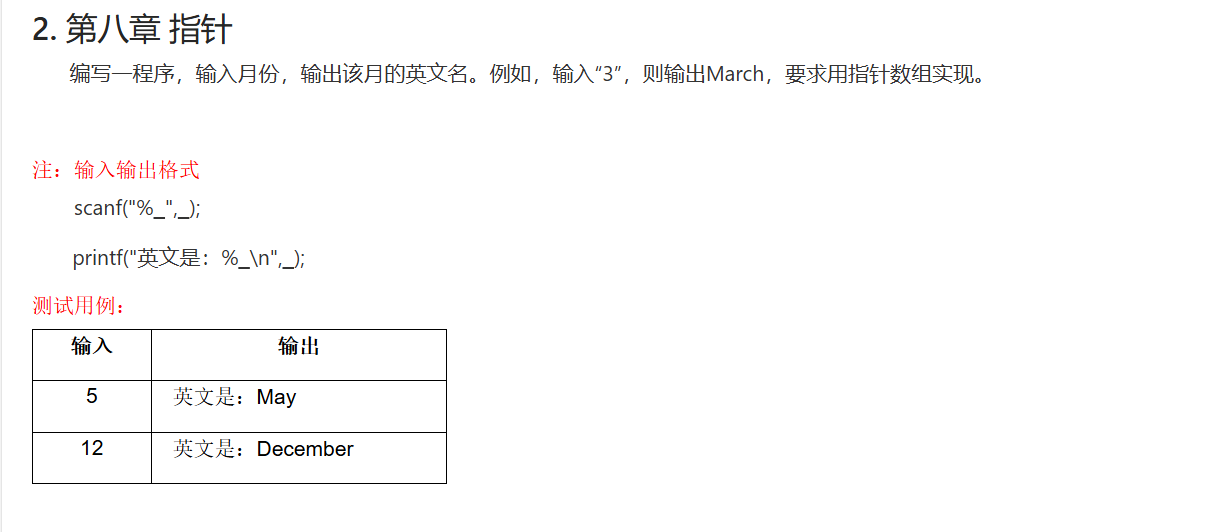 2. 第八章 指针
编写一程序，输入月份，输出该月的英文名。例如，输入“3”，则输出March，要求用指针数组实现。
注：输入输出格式
scanf("%_",_);
printf("英文是：%_\n",_);
测试用例：
输入 输出
5 英文是：May
12 英文是：December